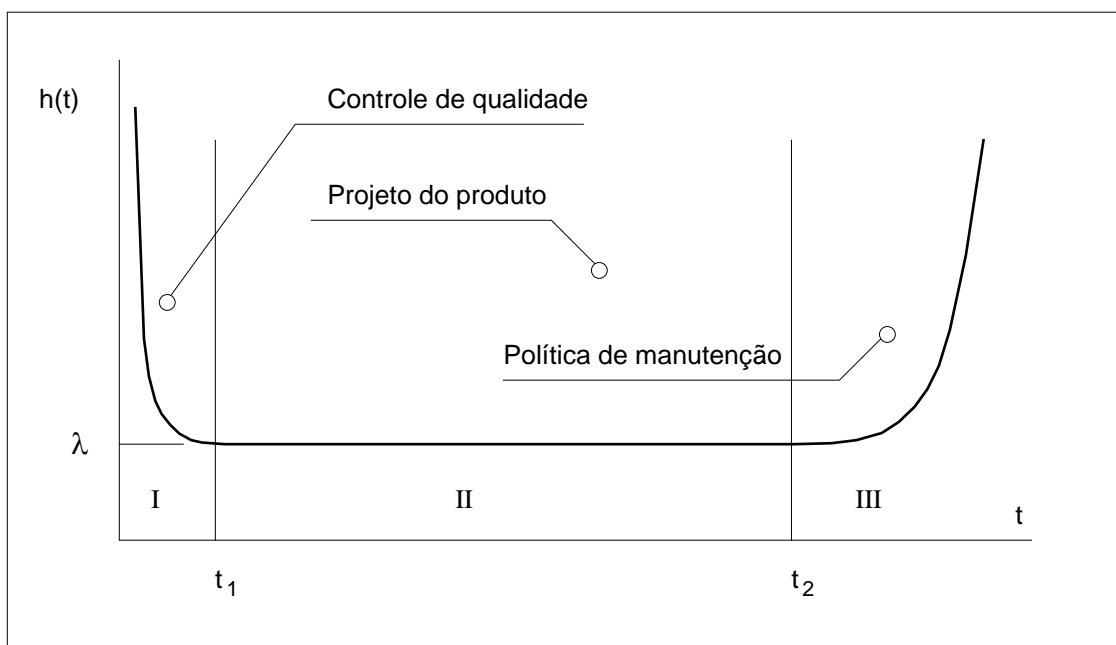 h(t)
Controle de qualidade
Projeto do produto
Política de manutenção
λ
I
II
III
t
t1
t2